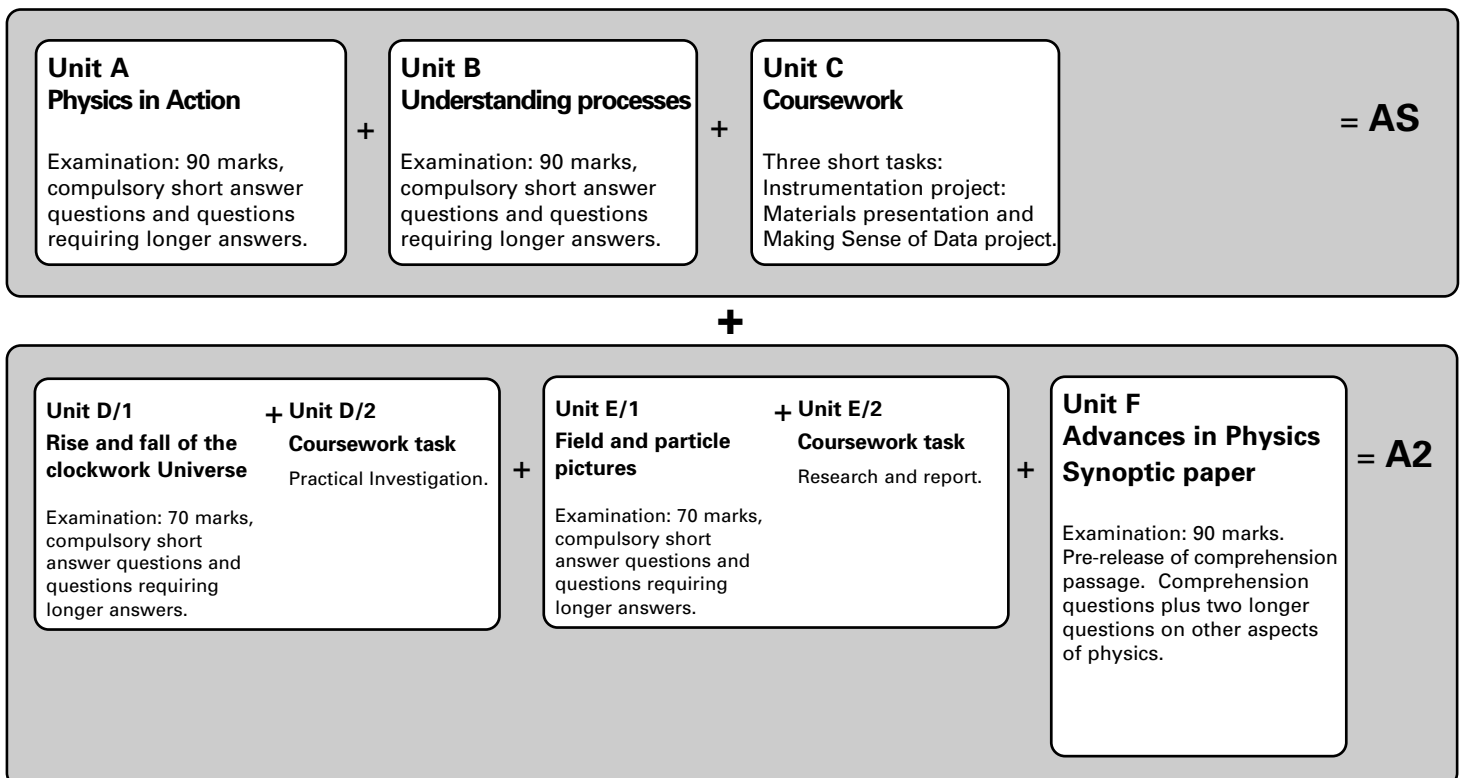 Unit A
Physics in Action
Examination: 90 marks,
compulsory short answer
questions and questions
requiring longer answers.
+
Unit B
Understanding processes
Examination: 90 marks,
compulsory short answer
questions and questions
requiring longer answers.
+
Unit C
Coursework
Three short tasks:
Instrumentation project:
Materials presentation and
Making Sense of Data project.
= AS
+
Unit D/1
Rise and fall of the
clockwork Universe
Examination: 70 marks,
compulsory short
answer questions and
questions requiring
longer answers.
+ Unit D/2
Coursework task
Practical Investigation.
+
Unit E/1
Field and particle
pictures
Examination: 70 marks,
compulsory short
answer questions and
questions requiring
longer answers.
+ Unit E/2
Coursework task
Research and report.
+
Unit F
Advances in Physics
Synoptic paper
Examination: 90 marks.
Pre-release of comprehension
passage. Comprehension
questions plus two longer
questions on other aspects
of physics.
= A2